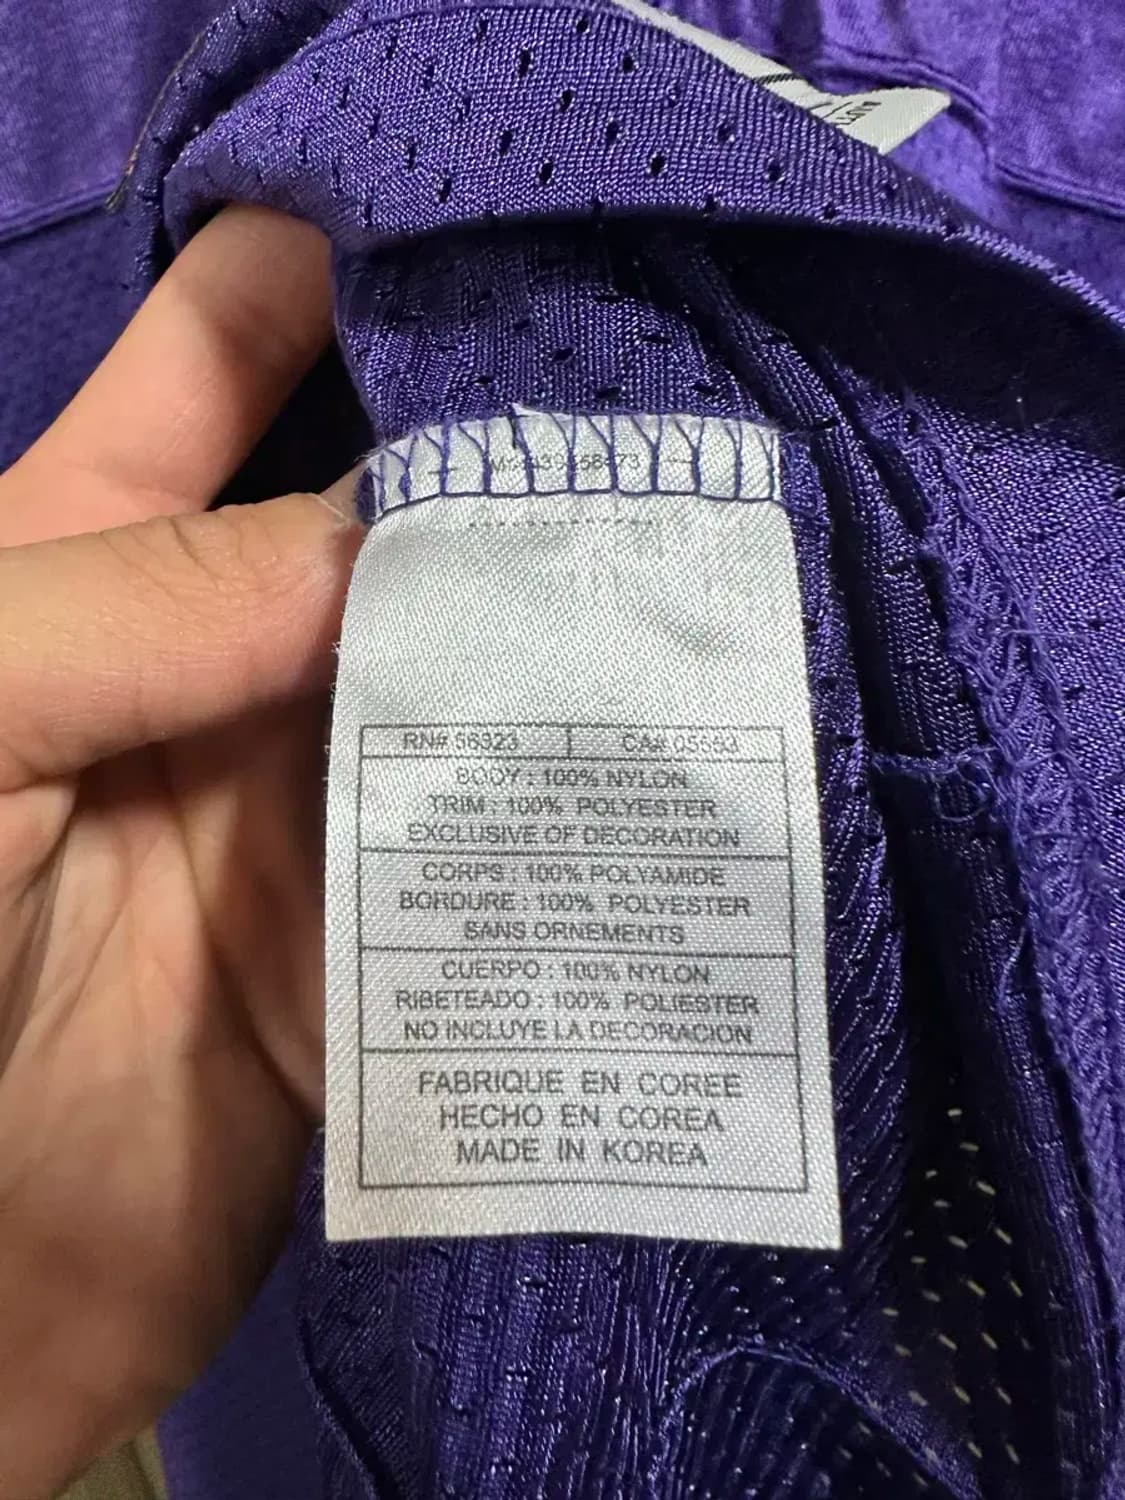 RN# 56323 | CA# 05553
BODY : 100% NYLON
TRIM : 100% POLYESTER
EXCLUSIVE OF DECORATION
CORPS : 100% POLYAMIDE
BORDURE : 100% POLYESTER
SANS ORNEMENTS
CUERPO : 100% NYLON
RIBETEADO : 100% POLIESTER
NO INCLUYE LA DECORACION
FABRIQUE EN COREE
HECHO EN COREA
MADE IN KOREA